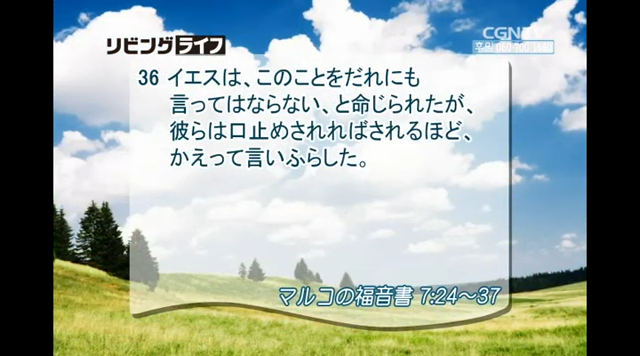 リビングライフ
CGNTV
36 イエスは、このことをだれにも
言ってはならない、と命じられたが、
彼らは口止めされればされるほど、
かえって言いふらした。
マルコの福音書 7:24～37